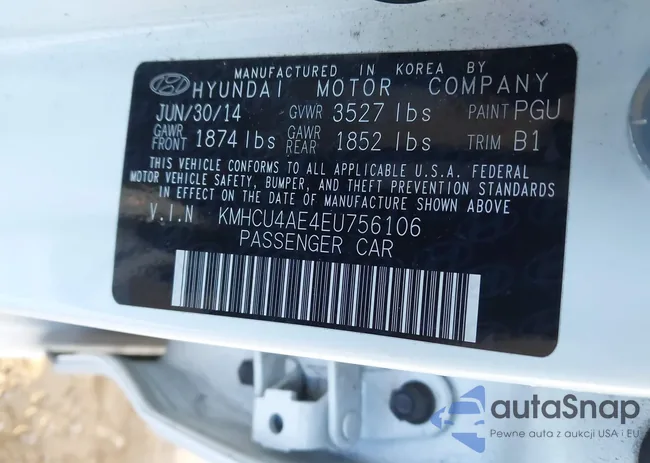 MANUFACTURED IN KOREA BY
HYUNDAI MOTOR COMPANY
JUN/30/14 GVWR 3527 lbs PAINT PGU
GAWR FRONT 1874 lbs GAWR REAR 1852 lbs TRIM B1
THIS VEHICLE CONFORMS TO ALL APPLICABLE U.S.A. FEDERAL
MOTOR VEHICLE SAFETY, BUMPER, AND THEFT PREVENTION STANDARDS
IN EFFECT ON THE DATE OF MANUFACTURE SHOWN ABOVE
V.I.N KMHCU4AE4EU756106
PASSENGER CAR
autaSnap
Pewne auta z aukcji USA i EU